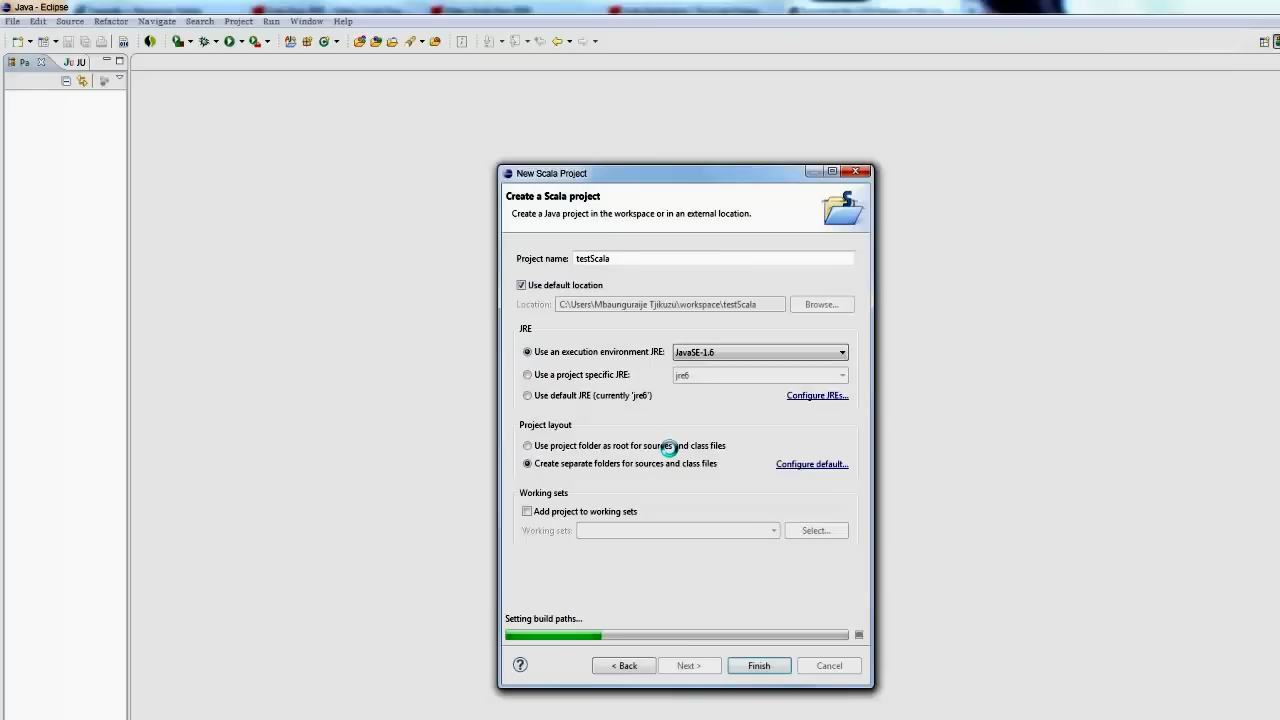 Java - Eclipse
File Edit Source Refactor Navigate Search Project Run Window Help
Pa Ju JU
New Scala Project
Create a Scala project
Create a Java project in the workspace or in an external location.
Project name: testScala
Use default location
Location: C:\Users\Mbaunguraije Tjikuzu\workspace\testScala Browse...
JRE
Use an execution environment JRE: JavaSE-1.6
Use a project specific JRE: jre6
Use default JRE (currently 'jre6') Configure JREs...
Project layout
Use project folder as root for sources and class files
Create separate folders for sources and class files Configure default...
Working sets
Add project to working sets
Working sets: Select...
Setting build paths...
< Back Next > Finish Cancel